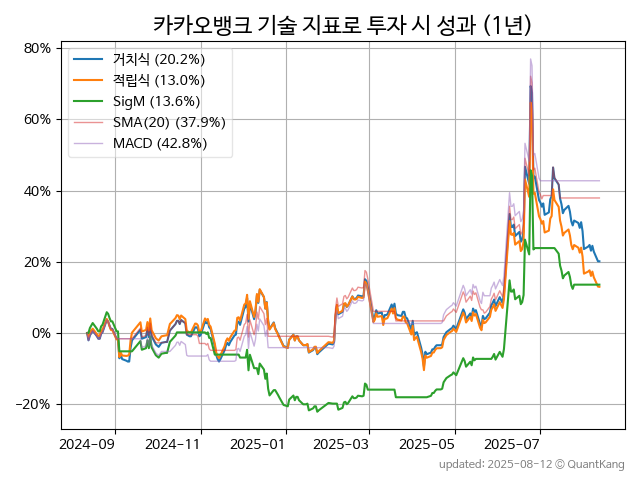 카카오뱅크 기술 지표로 투자 시 성과 (1년)
80%
60%
40%
20%
0%
−20%
거치식 (20.2%)
적립식 (13.0%)
SigM (13.6%)
SMA(20) (37.9%)
MACD (42.8%)
2024-09
2024-11
2025-01
2025-03
2025-05
2025-07
updated: 2025-08-12 © QuantKang